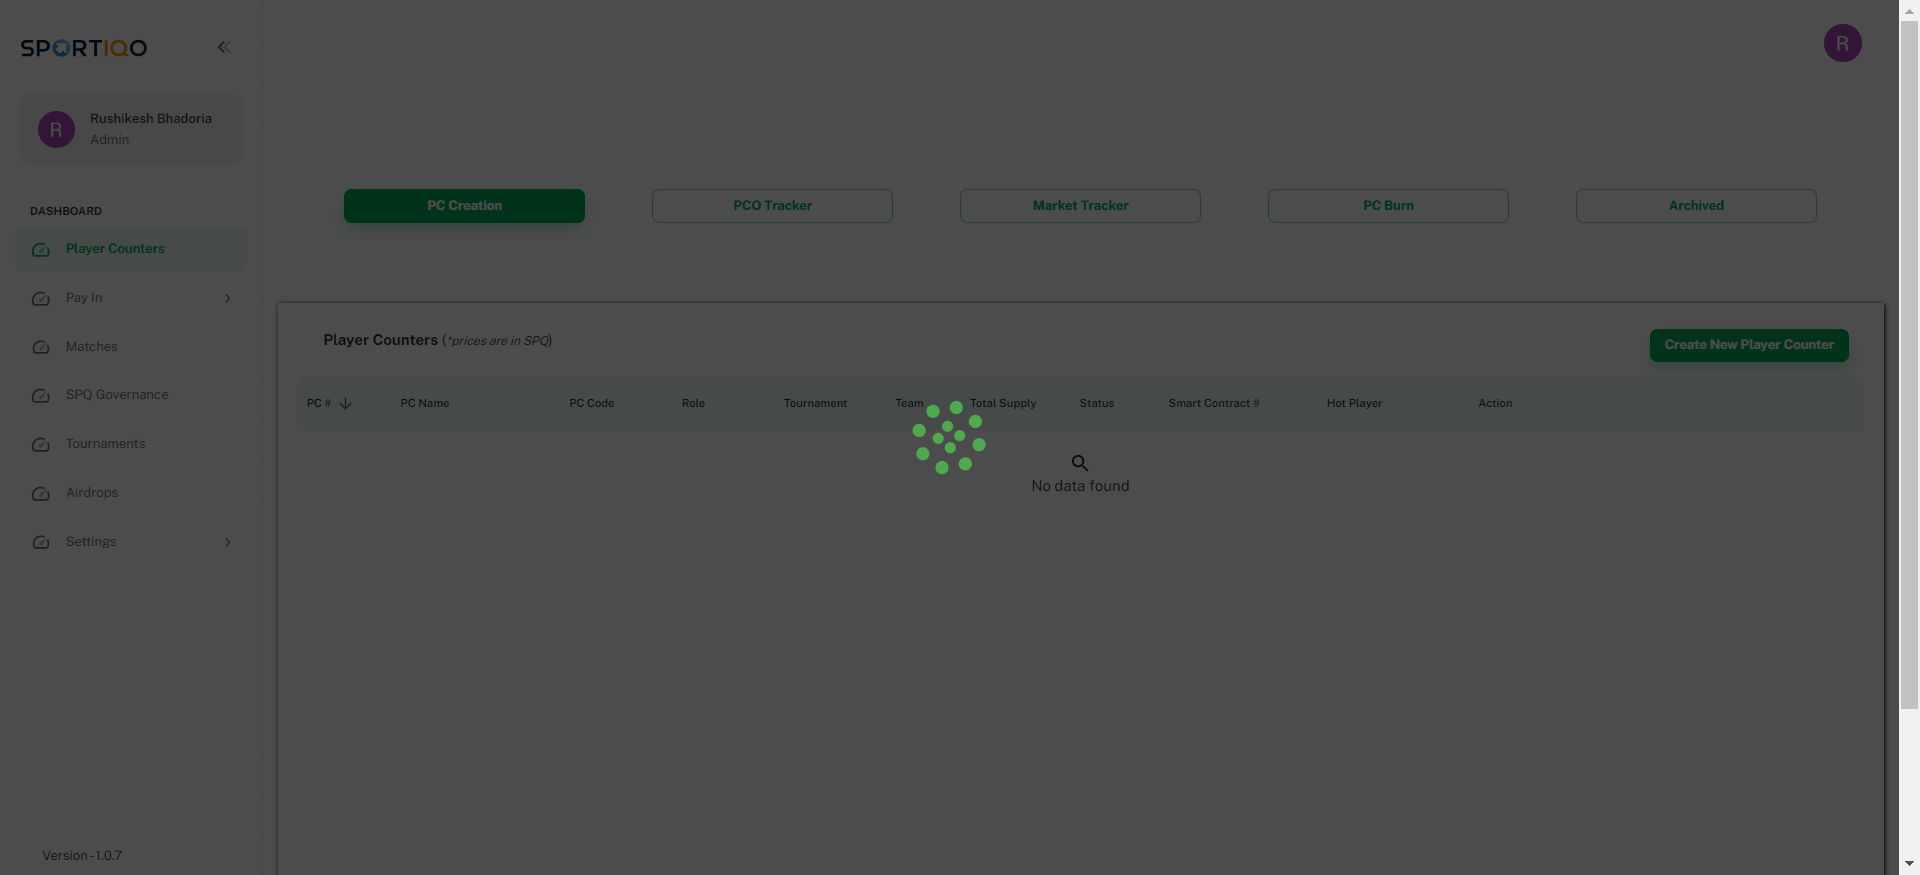 SPORTIQO
R
R
Rushikesh Bhadoria
Admin
DASHBOARD
Player Counters
Pay In
Matches
SPQ Governance
Tournaments
Airdrops
Settings
Version - 1.0.7
PC Creation
PCO Tracker
Market Tracker
PC Burn
Archived
Player Counters (*prices are in SPQ)
Create New Player Counter
PC # PC Name PC Code Role Tournament Team Total Supply Status Smart Contract # Hot Player Action
No data found